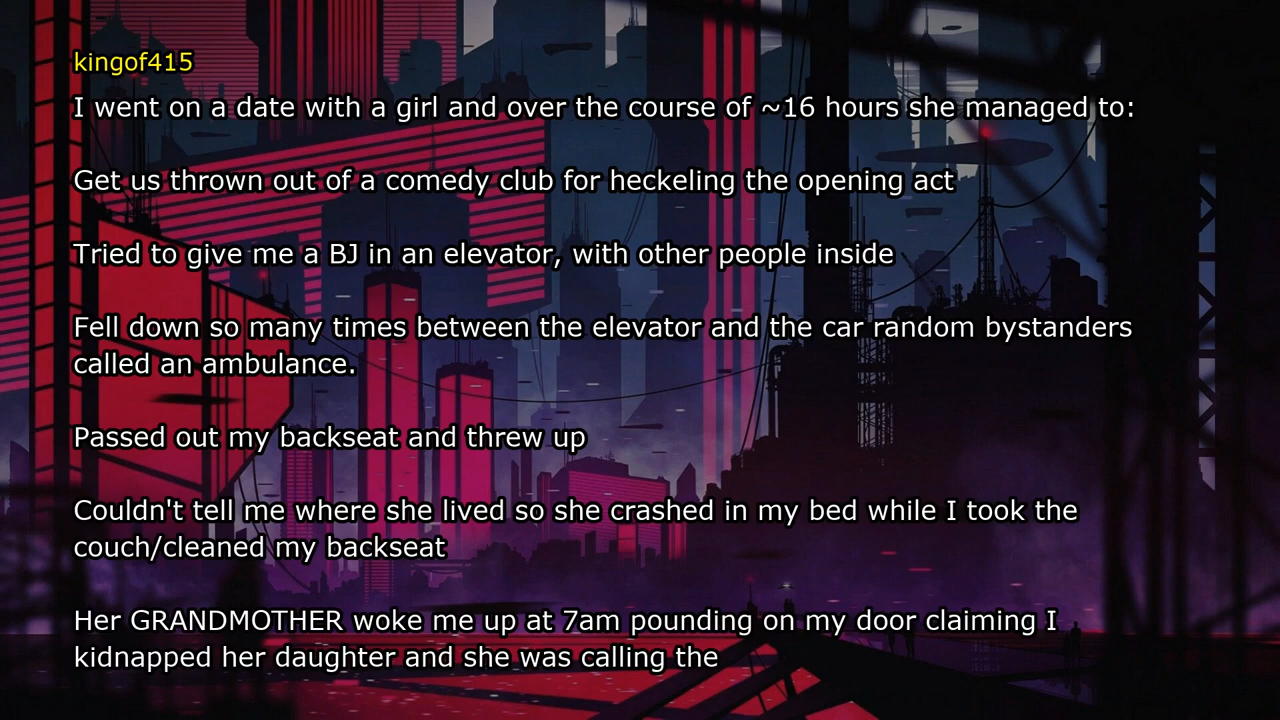 kingof415
I went on a date with a girl and over the course of ~16 hours she managed to:
Get us thrown out of a comedy club for heckeling the opening act
Tried to give me a BJ in an elevator, with other people inside
Fell down so many times between the elevator and the car random bystanders
called an ambulance.
Passed out my backseat and threw up
Couldn't tell me where she lived so she crashed in my bed while I took the
couch/cleaned my backseat
Her GRANDMOTHER woke me up at 7am pounding on my door claiming I
kidnapped her daughter and she was calling the